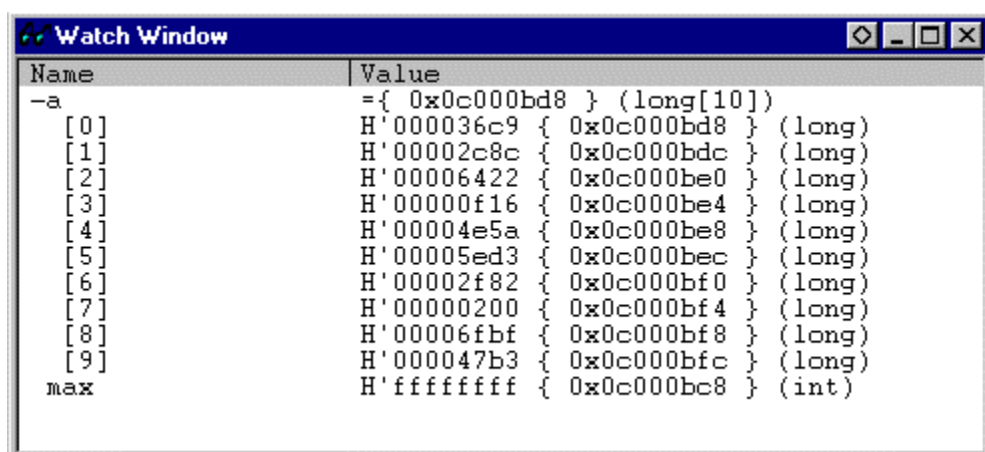 Watch Window
Name Value
-a ={ 0x0c000bd8 } (long[10])
[0] H'000036c9 { 0x0c000bd8 } (long)
[1] H'00002c8c { 0x0c000bdc } (long)
[2] H'00006422 { 0x0c000be0 } (long)
[3] H'00000f16 { 0x0c000be4 } (long)
[4] H'00004e5a { 0x0c000be8 } (long)
[5] H'00005ed3 { 0x0c000bec } (long)
[6] H'00002f82 { 0x0c000bf0 } (long)
[7] H'00000200 { 0x0c000bf4 } (long)
[8] H'00006fbf { 0x0c000bf8 } (long)
[9] H'000047b3 { 0x0c000bfc } (long)
max H'ffffffff { 0x0c000bc8 } (int)